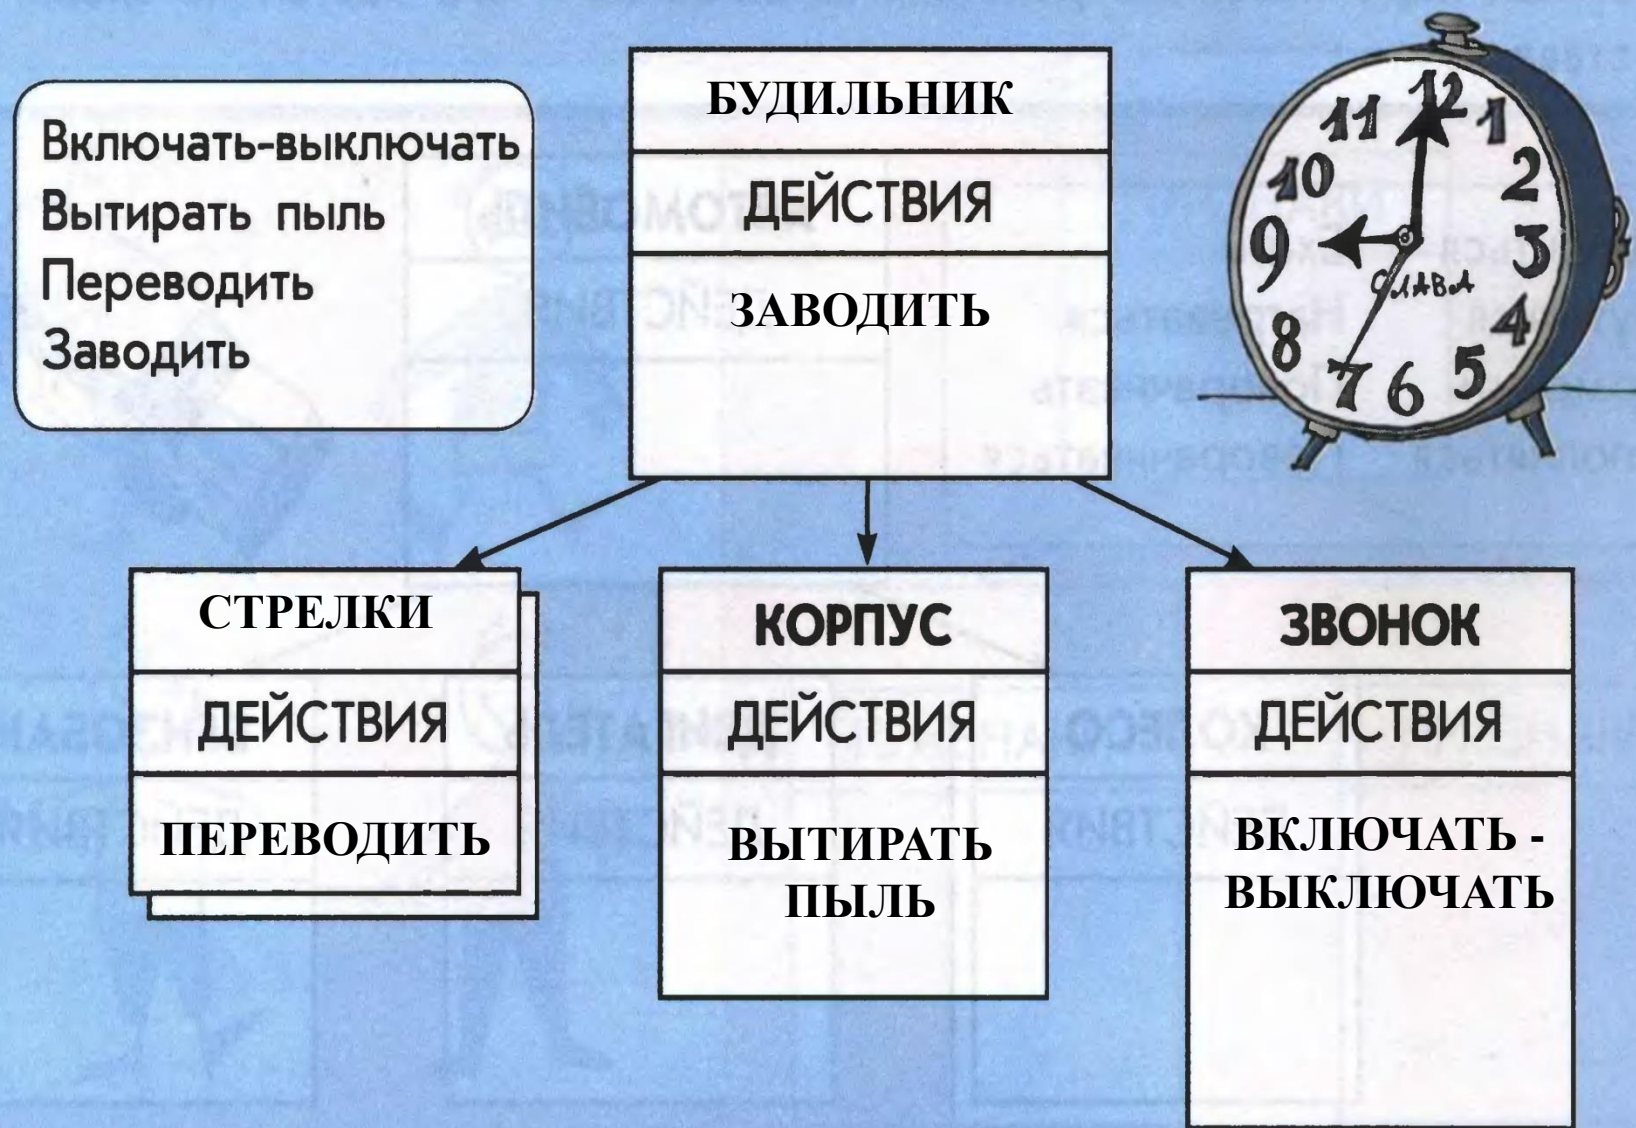 Включать-выключать
Вытирать пыль
Переводить
Заводить
БУДИЛЬНИК
ДЕЙСТВИЯ
ЗАВОДИТЬ
11 12 1
10 2
9 3
СЛАВА
8 4
7 6 5
СТРЕЛКИ
ДЕЙСТВИЯ
ПЕРЕВОДИТЬ
КОРПУС
ДЕЙСТВИЯ
ВЫТИРАТЬ
ПЫЛЬ
ЗВОНОК
ДЕЙСТВИЯ
ВКЛЮЧАТЬ -
ВЫКЛЮЧАТЬ